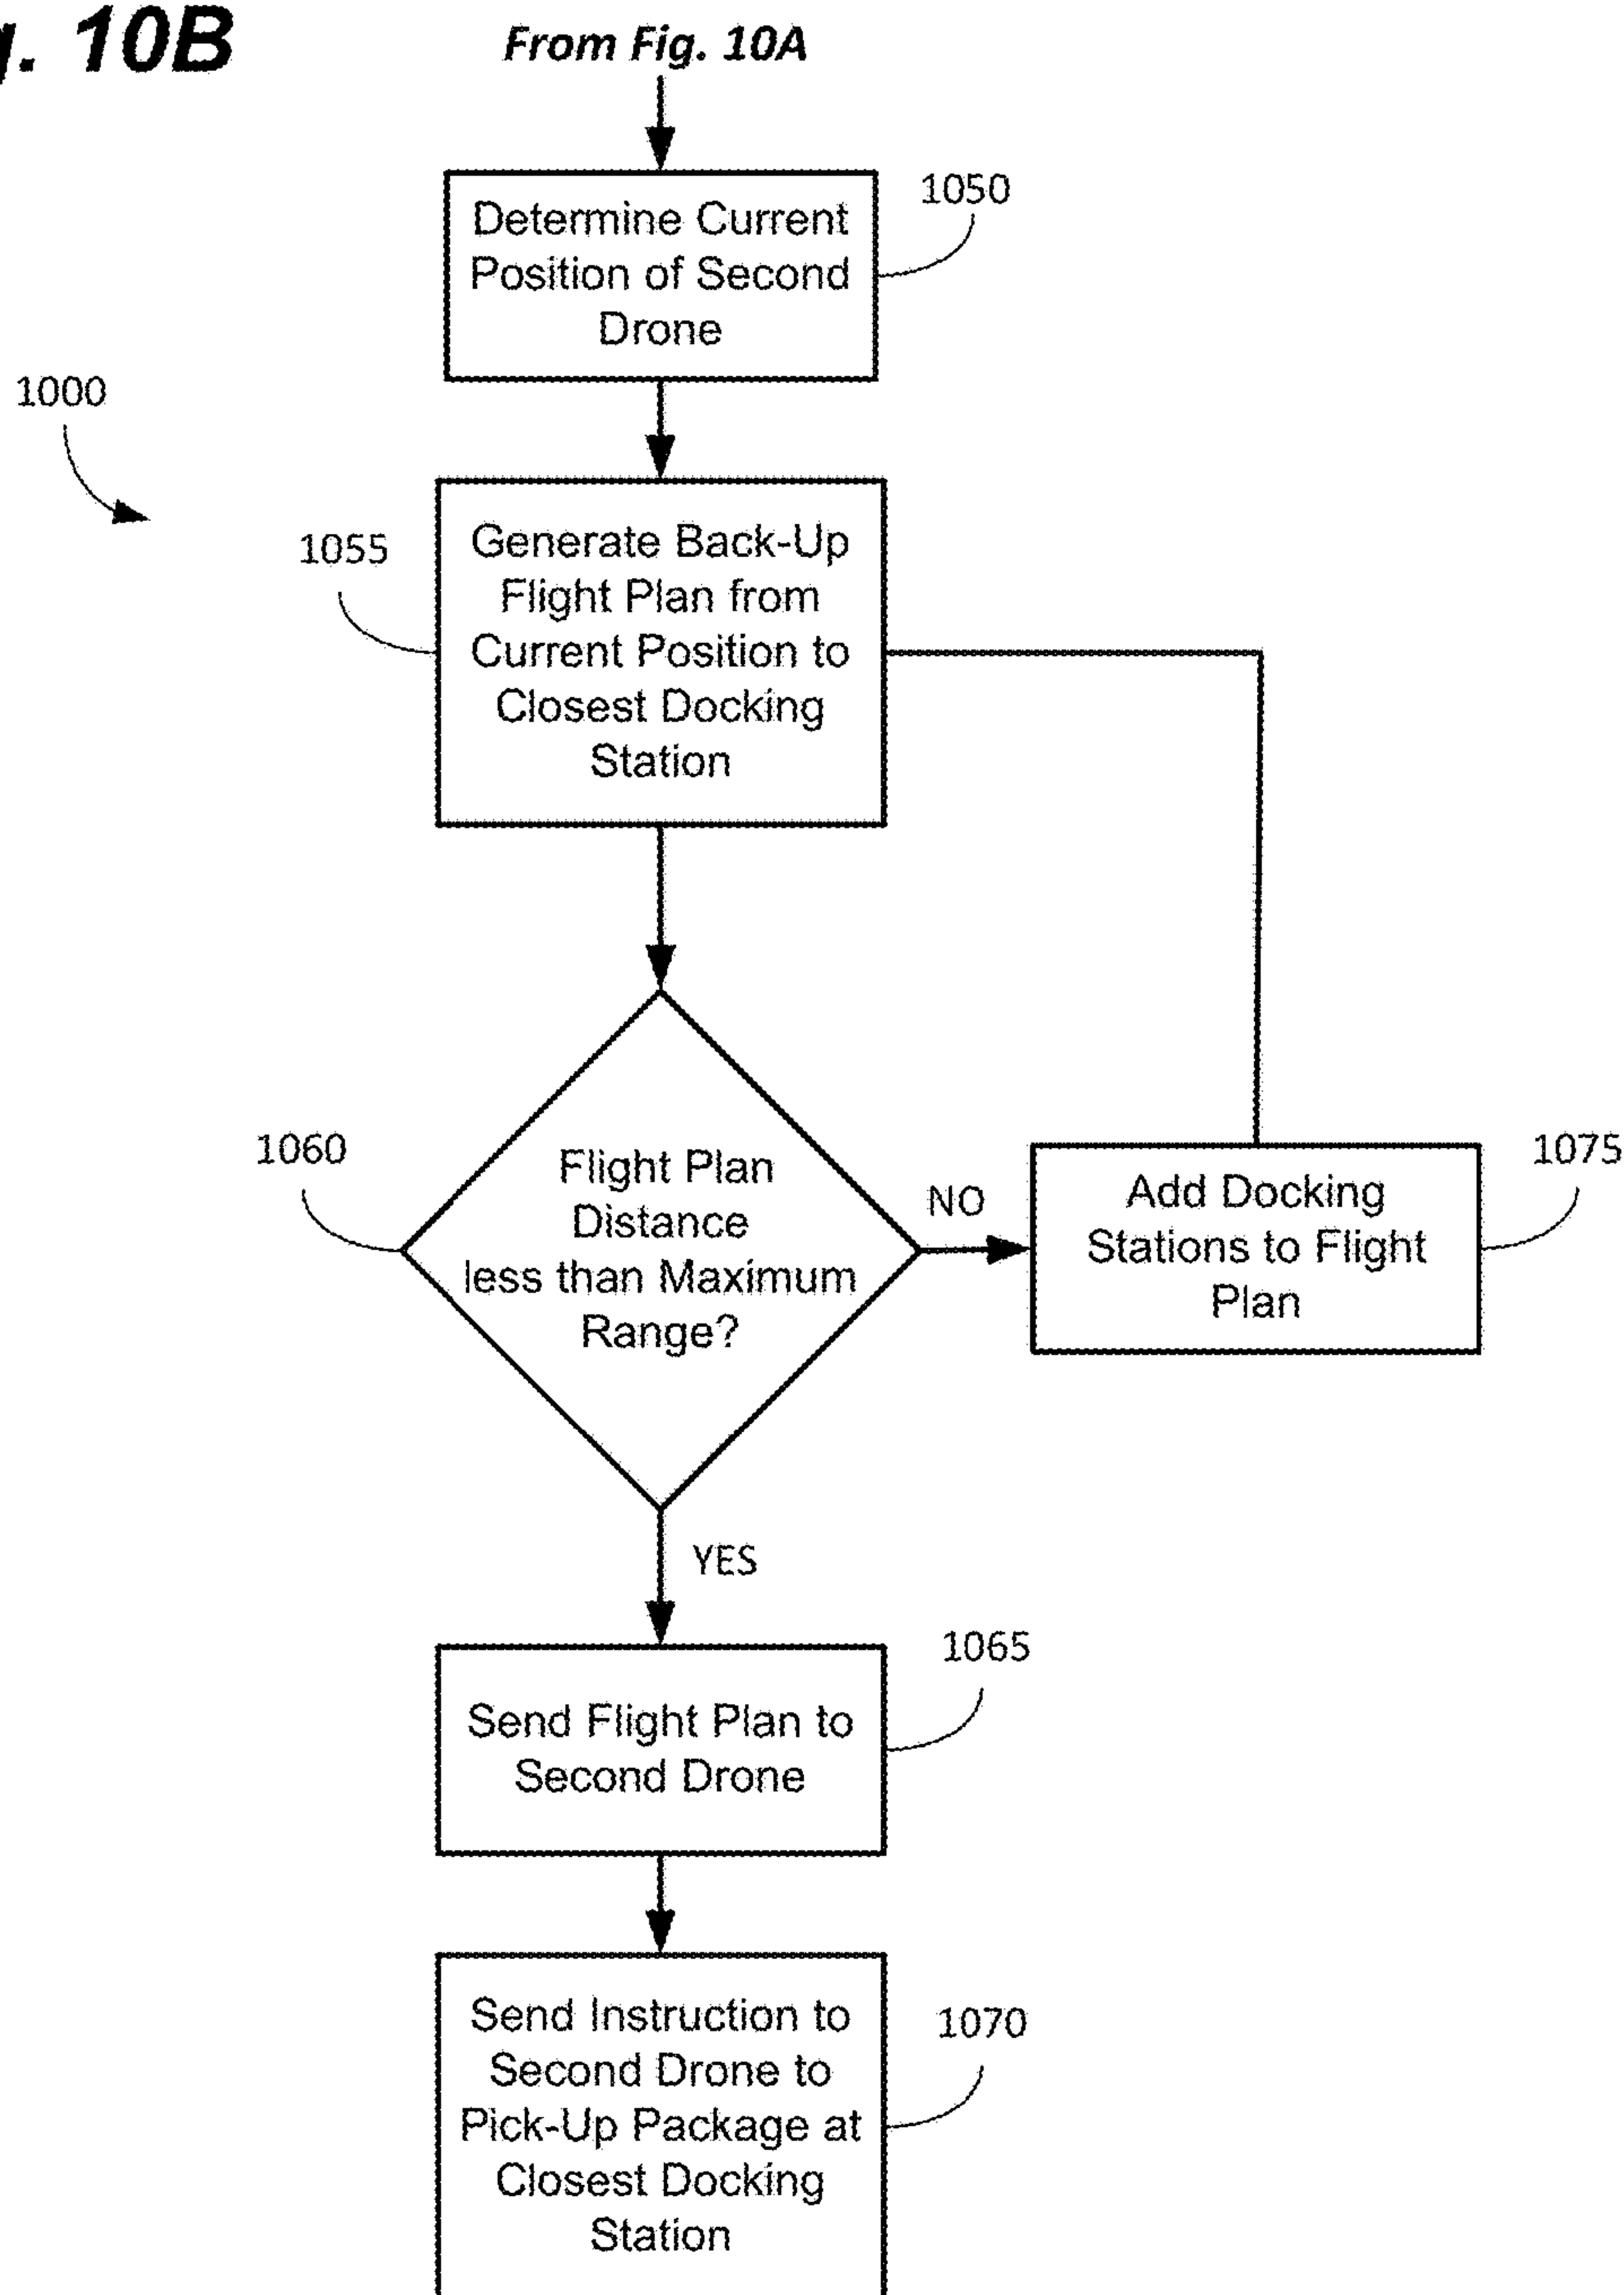 g. 10B
From Fig. 10A
1050
Determine Current
Position of Second
Drone
1000
1055
Generate Back-Up
Flight Plan from
Current Position to
Closest Docking
Station
1060
Flight Plan
Distance
less than Maximum
Range?
NO
1075
Add Docking
Stations to Flight
Plan
YES
1065
Send Flight Plan to
Second Drone
1070
Send Instruction to
Second Drone to
Pick-Up Package at
Closest Docking
Station